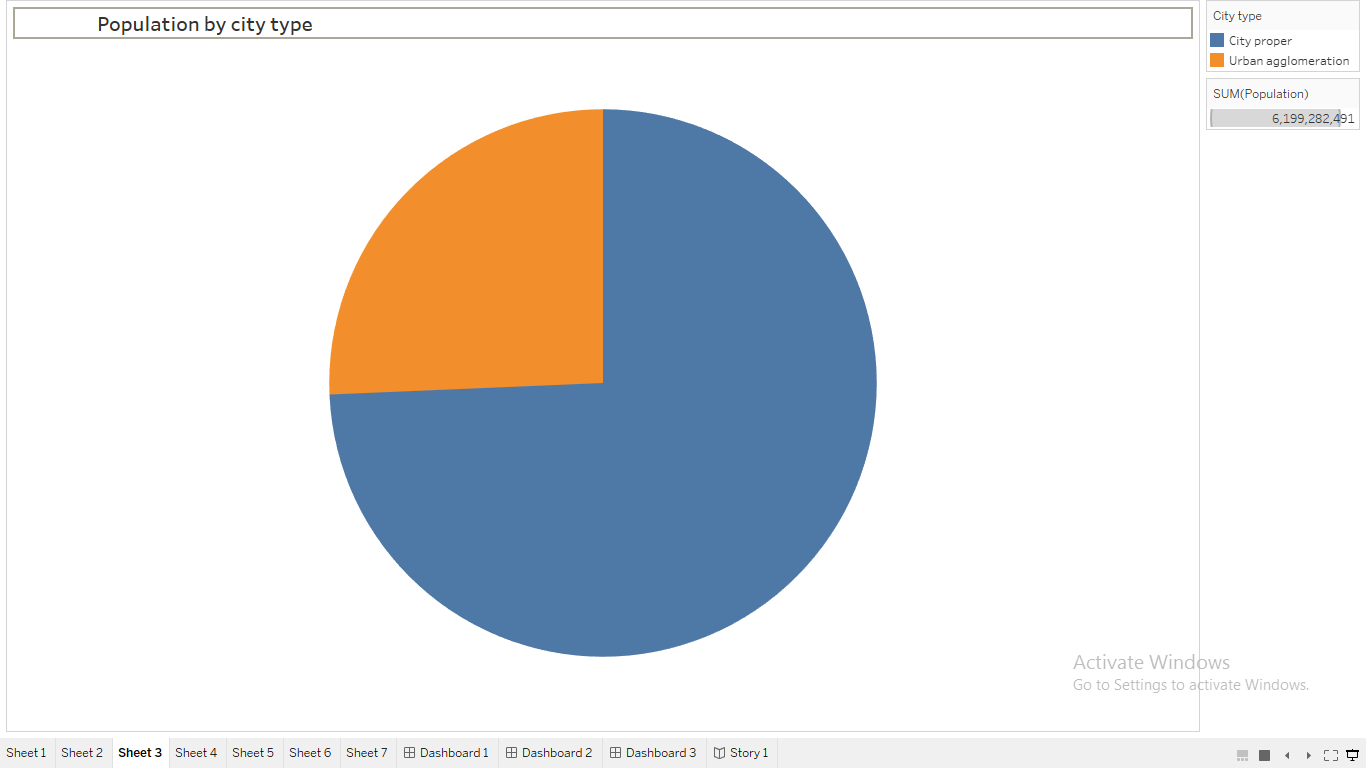 Population by city type
City type
City proper
Urban agglomeration
SUM(Population)
6,199,282,491
Activate Windows
Go to Settings to activate Windows.
Sheet 1 Sheet 2 Sheet 3 Sheet 4 Sheet 5 Sheet 6 Sheet 7 Dashboard 1 Dashboard 2 Dashboard 3 Story 1